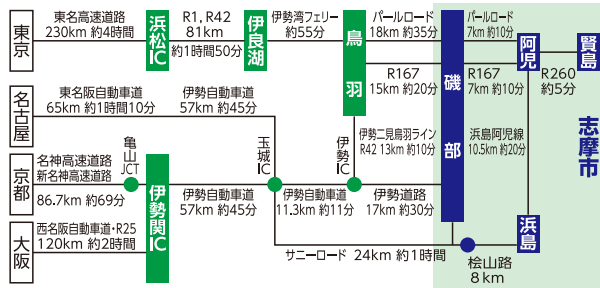 東京
東名高速道路
230km 約4時間
浜松IC
R1, R42
81km
約1時間50分
伊良湖
伊勢湾フェリー
約55分
鳥羽
パールロード
18km 約35分
R167
15km 約20分
磯部
パールロード
7km 約10分
R167
7km 約10分
阿児
R260
約5分
賢島
志摩市
名古屋
東名阪自動車道
65km 約1時間10分
伊勢自動車道
57km 約45分
玉城IC
伊勢IC
伊勢二見鳥羽ライン
R42 13km 約10分
浜島阿児線
10.5km 約20分
京都
名神高速道路
新名神高速道路
86.7km 約69分
亀山JCT
伊勢関IC
伊勢自動車道
57km 約45分
伊勢自動車道
11.3km 約11分
伊勢道路
17km 約30分
浜島
大阪
西名阪自動車道・R25
120km 約2時間
サニーロード 24km 約1時間
桧山路
8km